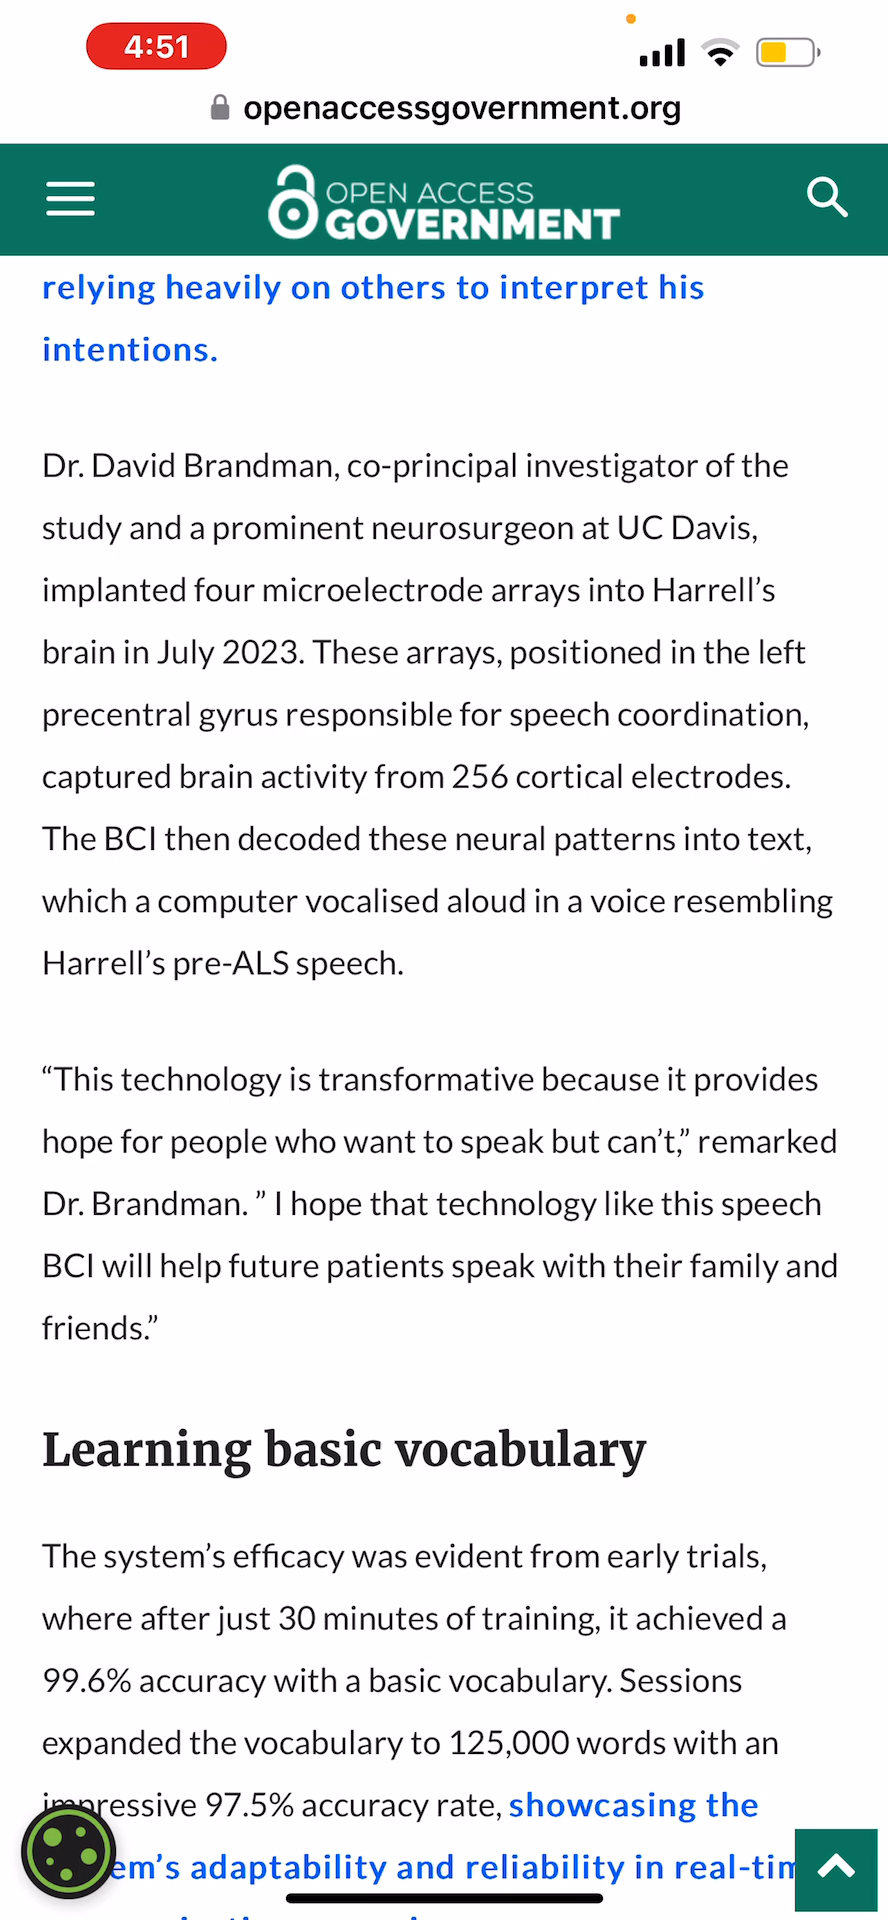 4:51
openaccessgovernment.org
OPEN ACCESS
GOVERNMENT
relying heavily on others to interpret his
intentions.
Dr. David Brandman, co-principal investigator of the
study and a prominent neurosurgeon at UC Davis,
implanted four microelectrode arrays into Harrell’s
brain in July 2023. These arrays, positioned in the left
precentral gyrus responsible for speech coordination,
captured brain activity from 256 cortical electrodes.
The BCI then decoded these neural patterns into text,
which a computer vocalised aloud in a voice resembling
Harrell’s pre-ALS speech.
“This technology is transformative because it provides
hope for people who want to speak but can’t,” remarked
Dr. Brandman. ” I hope that technology like this speech
BCI will help future patients speak with their family and
friends.”
Learning basic vocabulary
The system’s efficacy was evident from early trials,
where after just 30 minutes of training, it achieved a
99.6% accuracy with a basic vocabulary. Sessions
expanded the vocabulary to 125,000 words with an
impressive 97.5% accuracy rate, showcasing the
em’s adaptability and reliability in real-tim